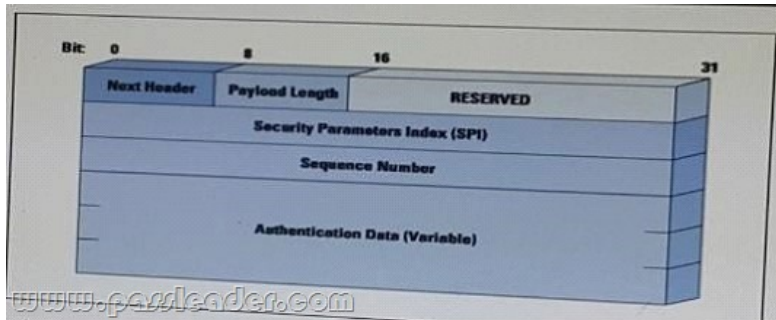 Bit: 0 8 16 31
Next Header Payload Length RESERVED
Security Parameters Index (SPI)
Sequence Number
Authentication Data (Variable)
www.passleader.com